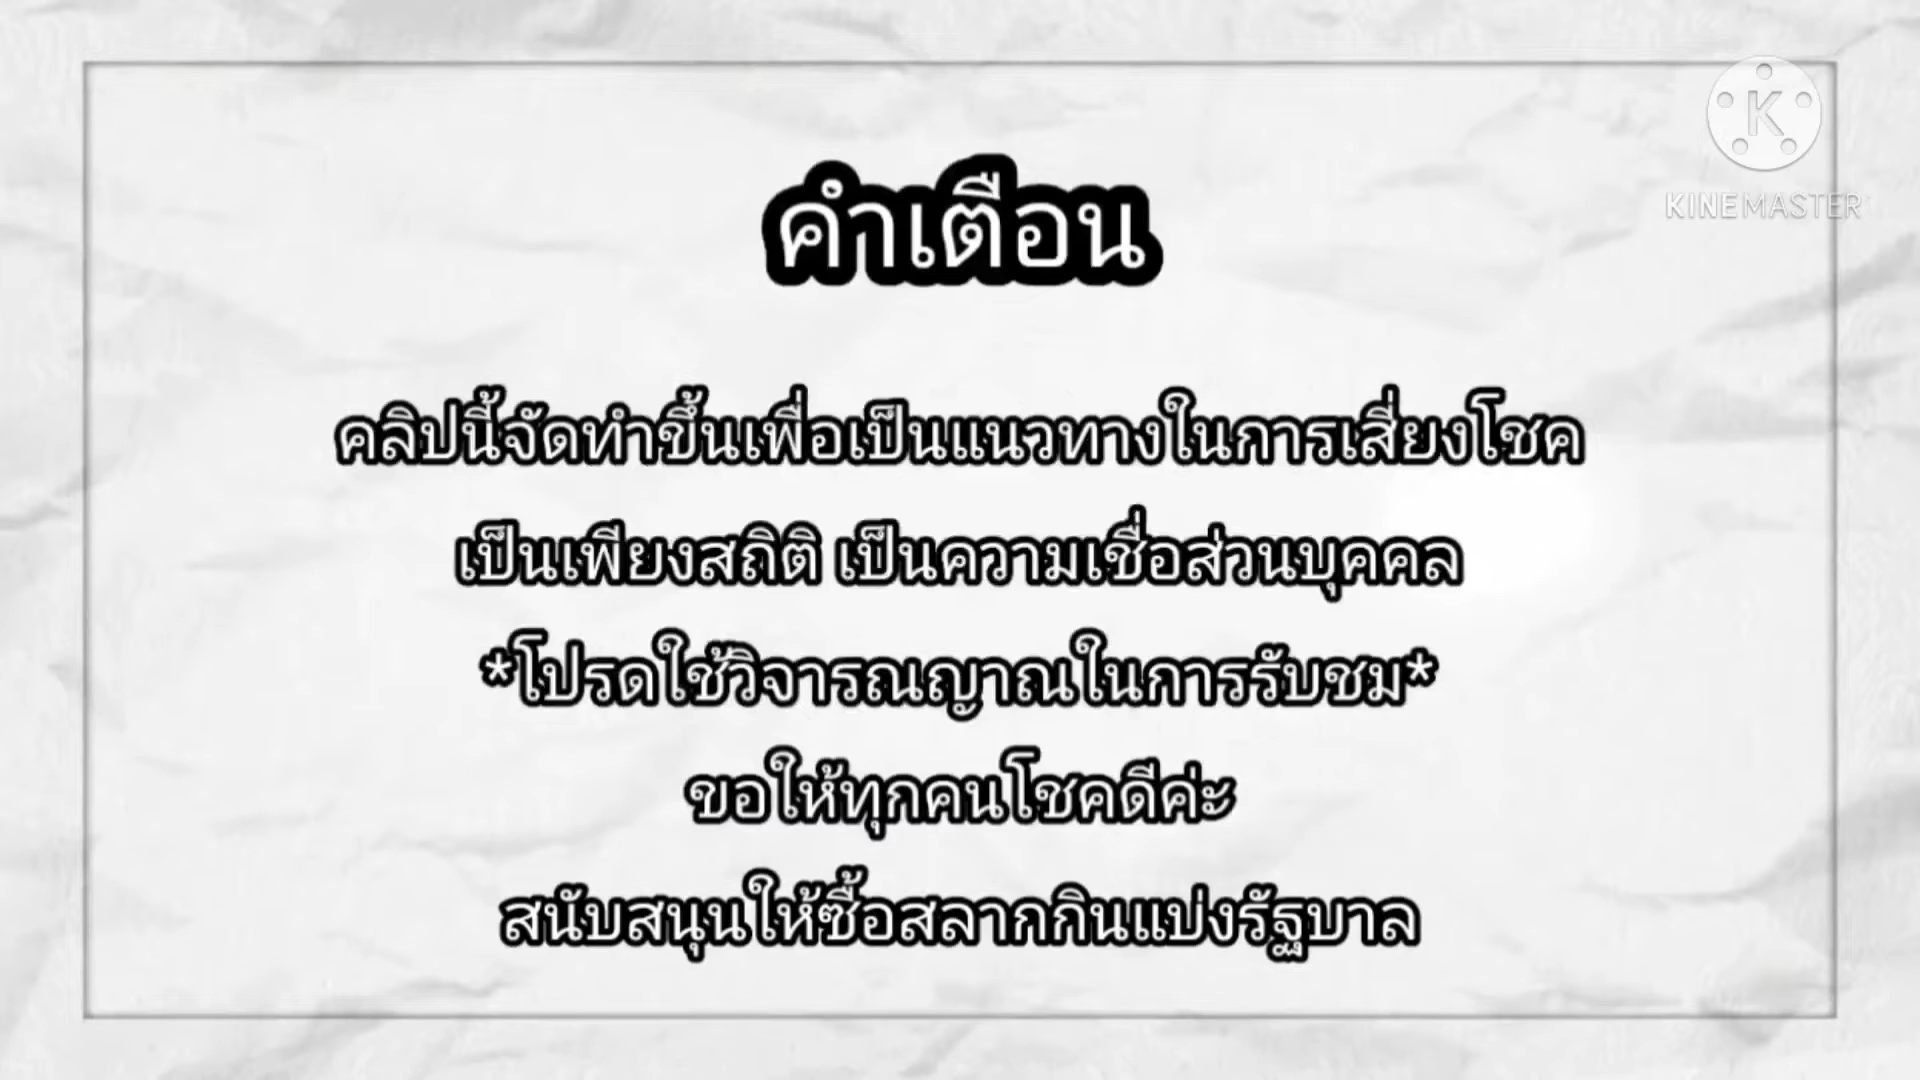 K
KINEMASTER
คำเตือน
คลิปนี้จัดทำขึ้นเพื่อเป็นแนวทางในการเสี่ยงโชค
เป็นเพียงสถิติ เป็นความเชื่อส่วนบุคคล
*โปรดใช้วิจารณญาณในการรับชม*
ขอให้ทุกคนโชคดีค่ะ
สนับสนุนให้ซื้อสลากกินแบ่งรัฐบาล